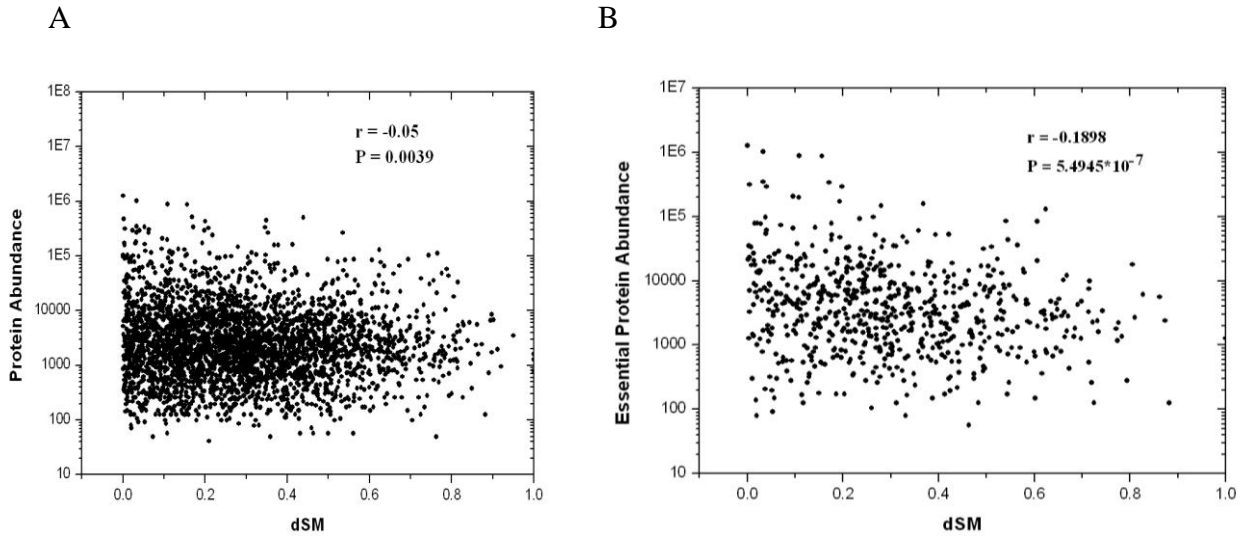 A
B
1E8
1E7
1E6
1E5
10000
1000
100
10
Protein Abundance
r = -0.05
P = 0.0039
0.0 0.2 0.4 0.6 0.8 1.0
dSM
1E7
1E6
1E5
10000
1000
100
10
Essential Protein Abundance
r = -0.1898
P = 5.4945*10⁻⁷
0.0 0.2 0.4 0.6 0.8 1.0
dSM